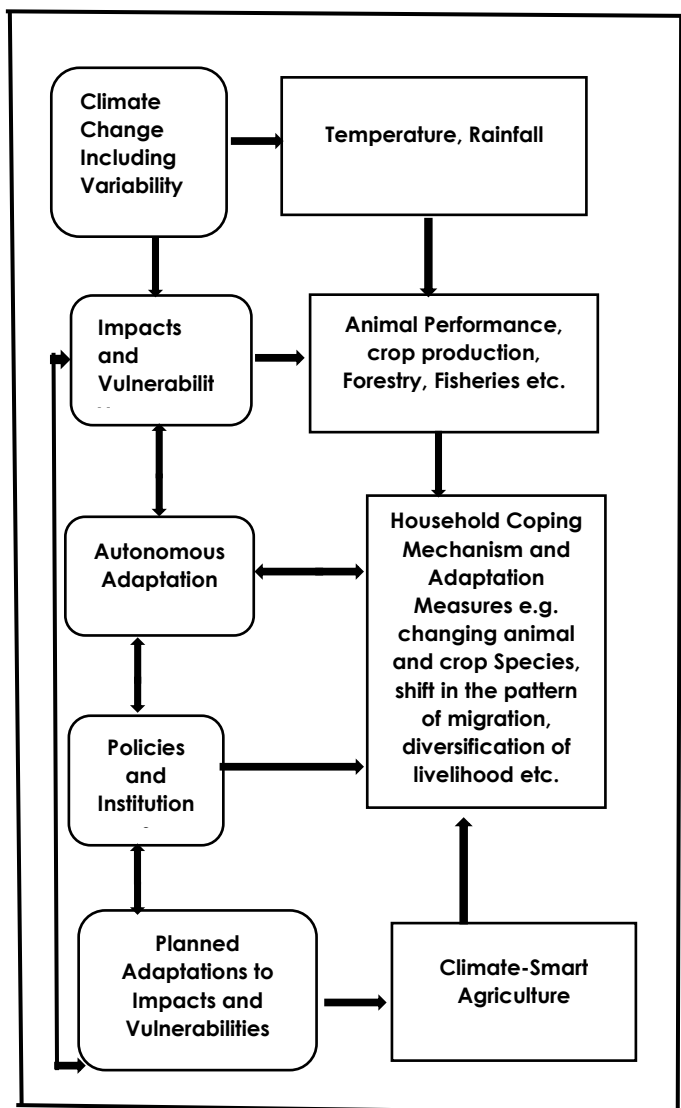 Climate
Change
Including
Variability
Temperature, Rainfall
Impacts
and
Vulnerabilit
Animal Performance,
crop production,
Forestry, Fisheries etc.
Autonomous
Adaptation
Household Coping
Mechanism and
Adaptation
Measures e.g.
changing animal
and crop Species,
shift in the pattern
of migration,
diversification of
livelihood etc.
Policies
and
Institution
Planned
Adaptations to
Impacts and
Vulnerabilities
Climate-Smart
Agriculture